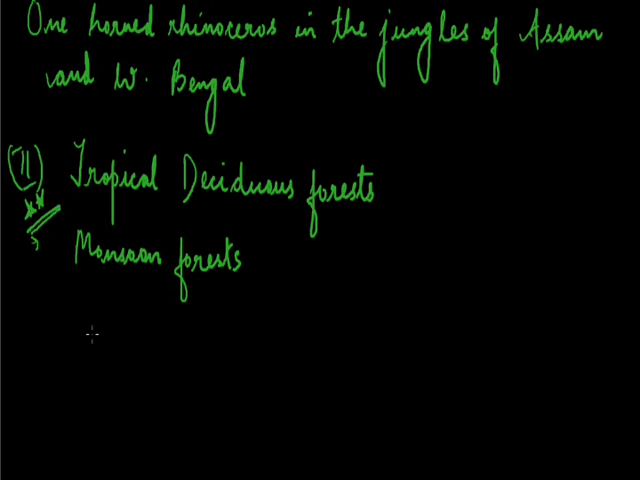 One horned rhinoceros in the jungles of Assam
and W. Bengal
(II) Tropical Deciduous forests
Monsoon forests